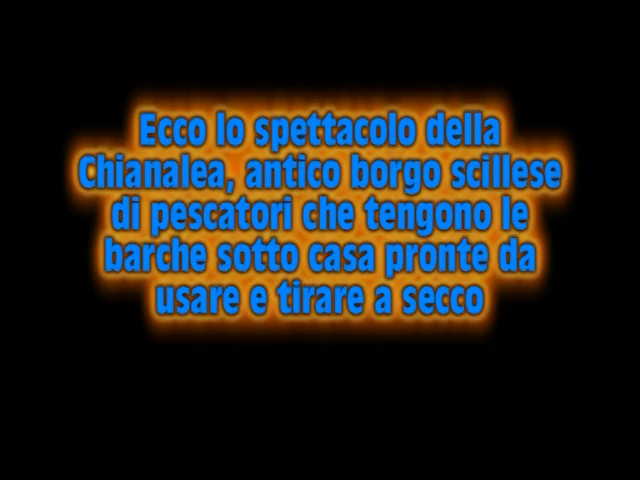 Ecco lo spettacolo della
Chianalea, antico borgo scillese
di pescatori che tengono le
barche sotto casa pronte da
usare e tirare a secco